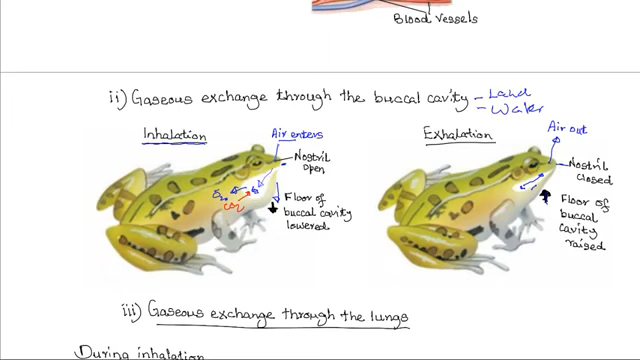 Blood vessels
ii) Gaseous exchange through the buccal cavity - Land
- Water
Inhalation
Air enters
Nostril
open
O₂
CO₂
Floor of
buccal cavity
lowered
Exhalation
Air out
Nostril
closed
Floor of
buccal
cavity
raised
iii) Gaseous exchange through the lungs
During inhalation